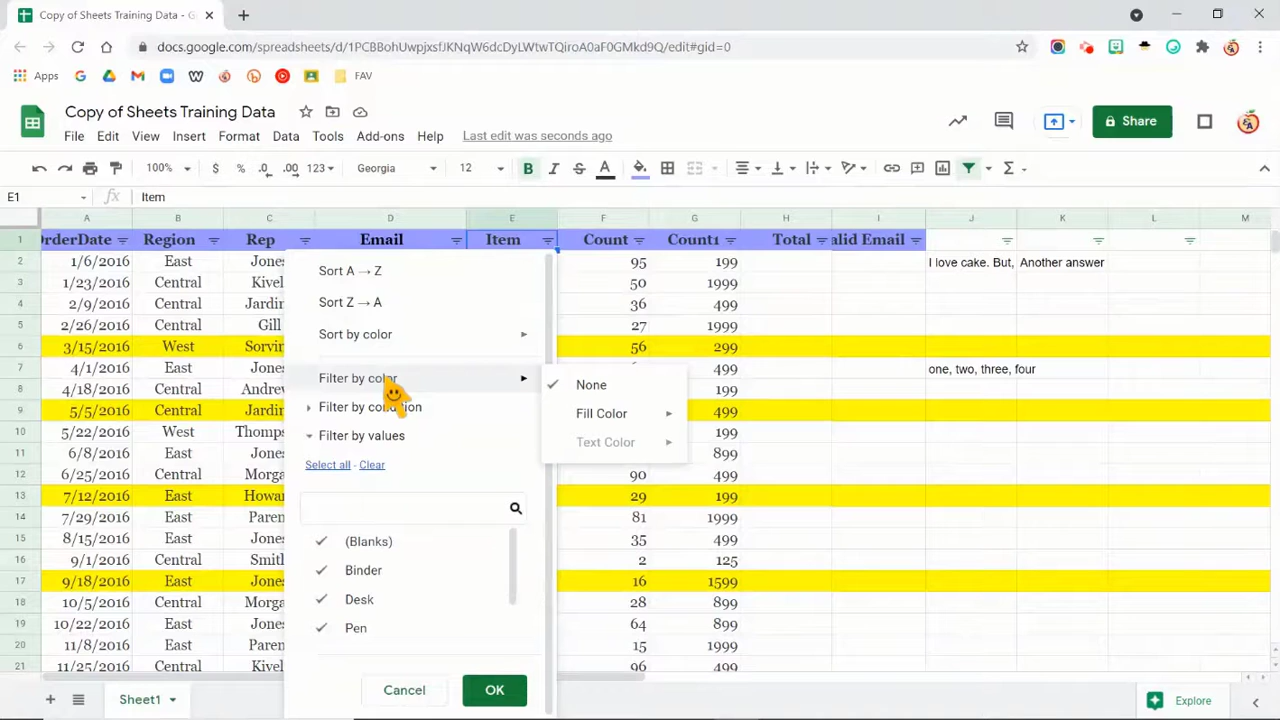 Copy of Sheets Training Data - G
docs.google.com/spreadsheets/d/1PCBBohUwpjxsfJKNqW6dcDyLWtwTQiroA0aF0GMkd9Q/edit#gid=0
Apps FAV
Copy of Sheets Training Data
File Edit View Insert Format Data Tools Add-ons Help Last edit was seconds ago
Share
100% $ % .0 .00 123 Georgia 12 B I S A
E1 fx Item
A B C D E F G H I J K L M
1 OrderDate Region Rep Email Item Count Count1 Total alid Email
2 1/6/2016 East Jones 95 199 I love cake. But, Another answer
3 1/23/2016 Central Kivel 50 1999
4 2/9/2016 Central Jardin 36 499
5 2/26/2016 Central Gill 27 1999
6 3/15/2016 West Sorvin 56 299
7 4/1/2016 East Jones 499 one, two, three, four
8 4/18/2016 Central Andrew 199
9 5/5/2016 Central Jardin 499
10 5/22/2016 West Thomps 199
11 6/8/2016 East Jones 899
12 6/25/2016 Central Morga 90 499
13 7/12/2016 East Howar 29 199
14 7/29/2016 East Paren 81 1999
15 8/15/2016 East Jones 35 499
16 9/1/2016 Central Smith 2 125
17 9/18/2016 East Jones 16 1599
18 10/5/2016 Central Morga 28 899
19 10/22/2016 East Jones 64 899
20 11/8/2016 East Paren 15 1999
21 11/25/2016 Central Kivel 96 499
Sort A → Z
Sort Z → A
Sort by color
Filter by color
Filter by condition
Filter by values
Select all - Clear
(Blanks)
Binder
Desk
Pen
Cancel OK
None
Fill Color
Text Color
Sheet1
Explore